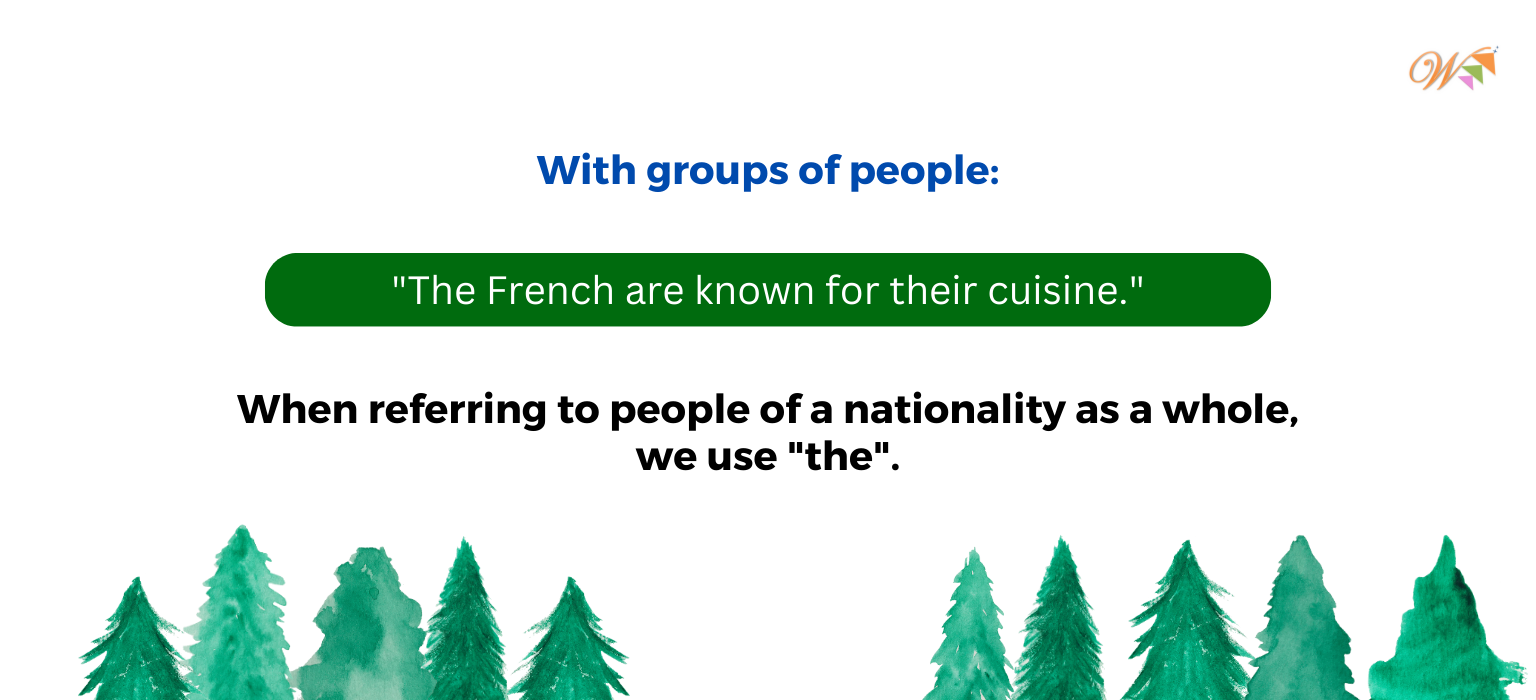 W
With groups of people:
"The French are known for their cuisine."
When referring to people of a nationality as a whole,
we use "the".